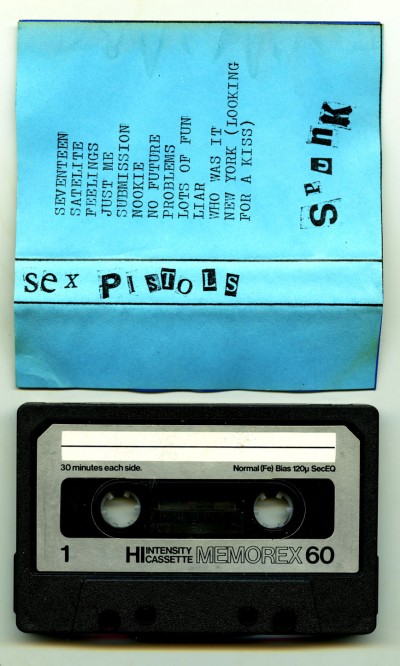 SEVENTEEN
SATELITE
FEELINGS
JUST ME
SUBMISSION
NOOKIE
NO FUTURE
PROBLEMS
LOTS OF FUN
LIAR
WHO WAS IT
NEW YORK (LOOKING
FOR A KISS)
SPunK
seX PISTOLS
30 minutes each side. Normal (Fe) Bias 120μ SecEQ
1 HI INTENSITY CASSETTE MEMOREX 60